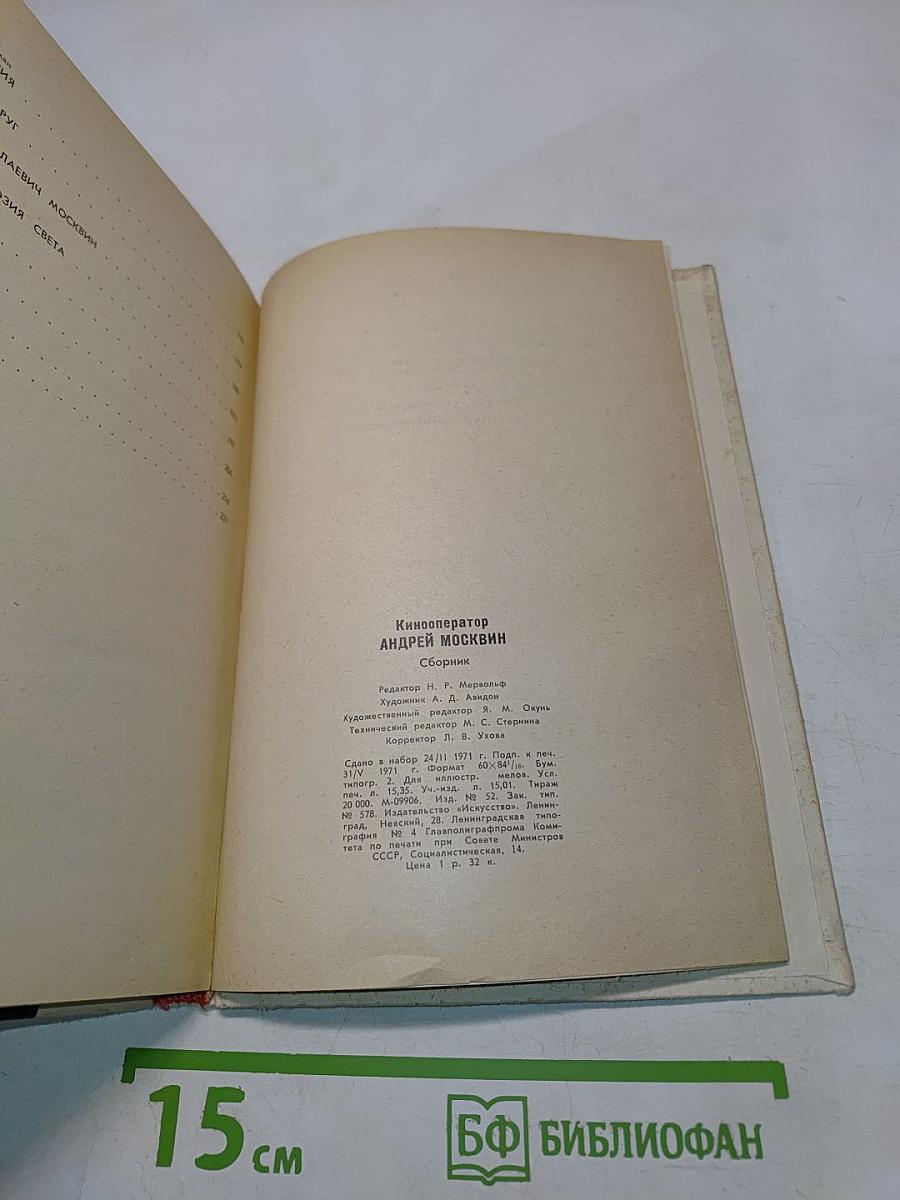 ИЯ
РУГ
ЛАЕВИЧ МОСКВИН
ЭЗИЯ СВЕТА
204
216
Кинооператор
АНДРЕЙ МОСКВИН
Сборник
Редактор Н. Р. Мервольф
Художник А. Д. Авидон
Художественный редактор Я. М. Окунь
Технический редактор М. С. Стернина
Корректор Л. В. Ухова
Сдано в набор 24/II 1971 г. Подп. к печ.
31/V 1971 г. Формат 60×84¹/₁₆. Бум.
типогр. 2. Для иллюстр. мелов. Усл.
печ. л. 15,35. Уч.-изд. л. 15,01. Тираж
20 000. М-09906. Изд. № 52. Зак. тип.
№ 578. Издательство «Искусство». Ленин-
град, Невский, 28. Ленинградская типо-
графия № 4 Главполиграфпрома Коми-
тета по печати при Совете Министров
СССР, Социалистическая, 14.
Цена 1 р. 32 к.
15 см
БФ БИБЛИОФАН